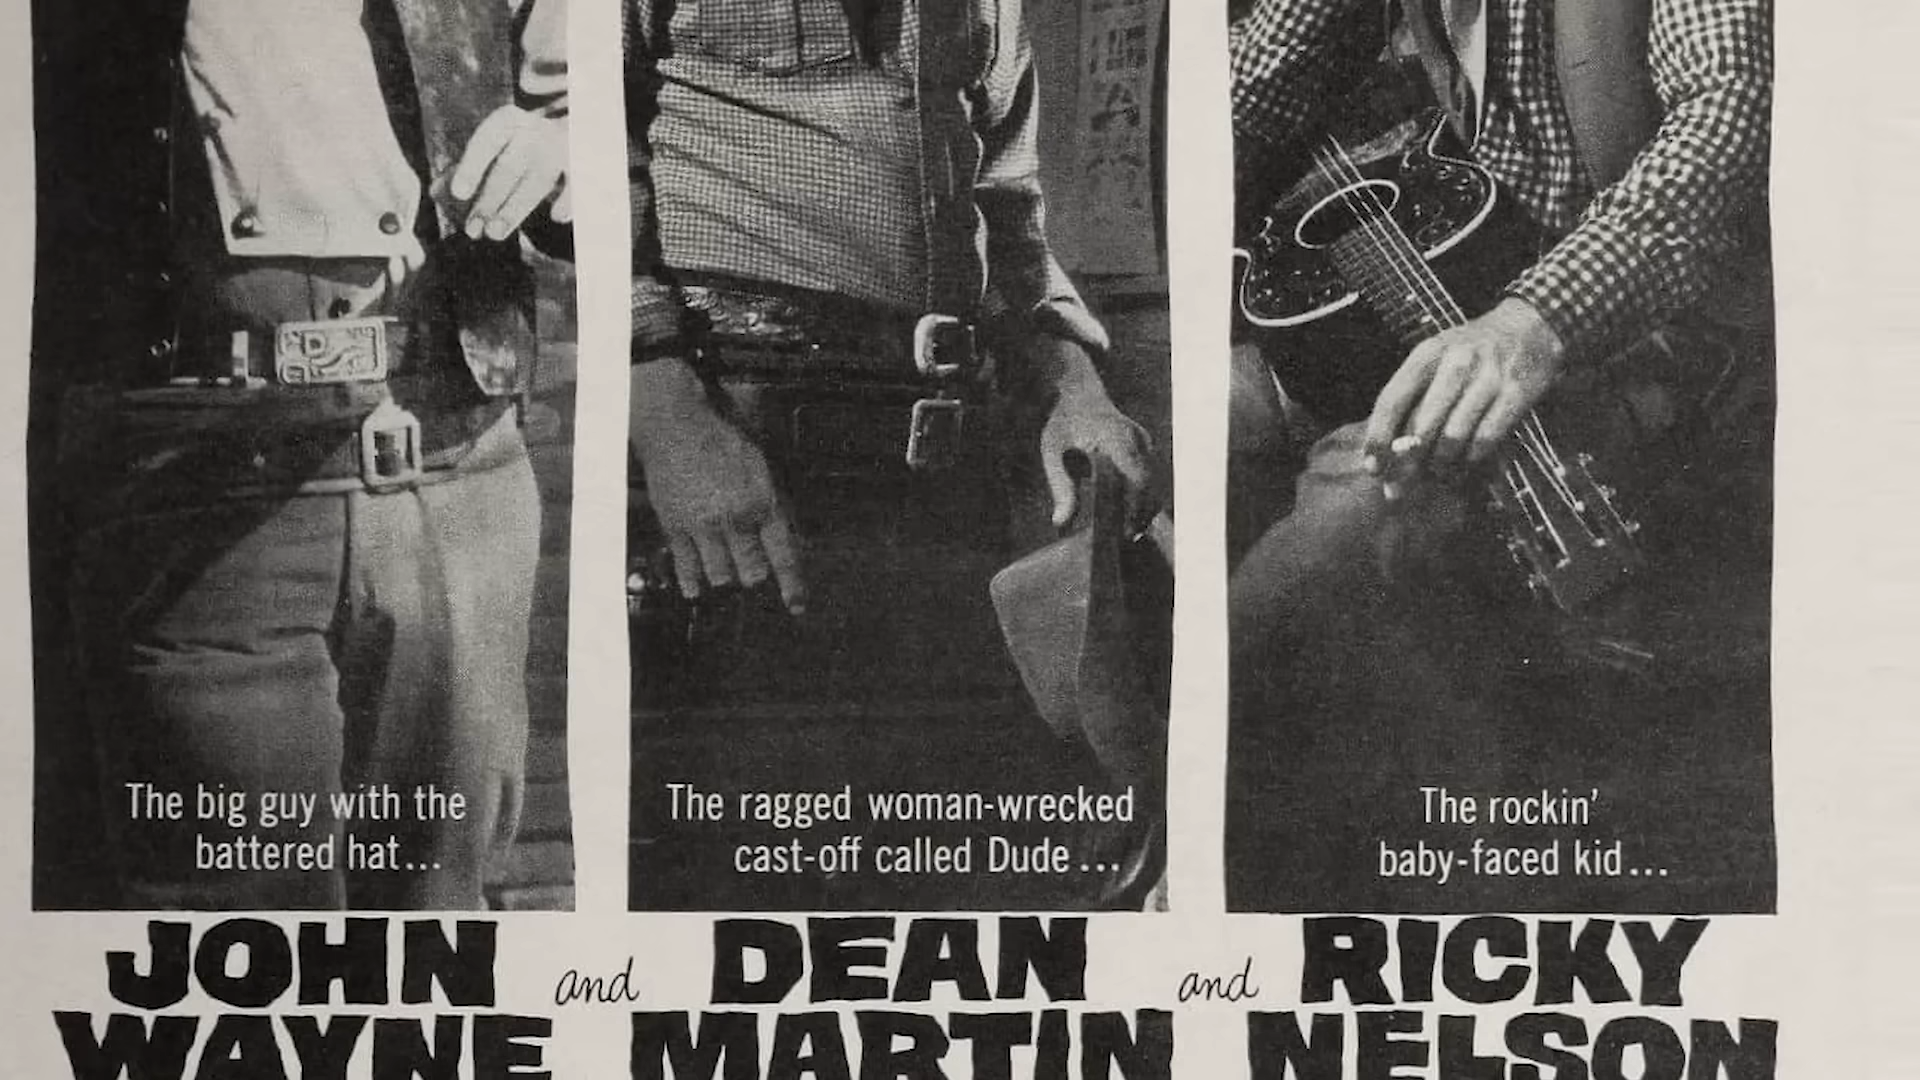 The big guy with the
battered hat...
The ragged woman-wrecked
cast-off called Dude...
The rockin'
baby-faced kid...
JOHN and DEAN and RICKY
WAYNE MARTIN NELSON